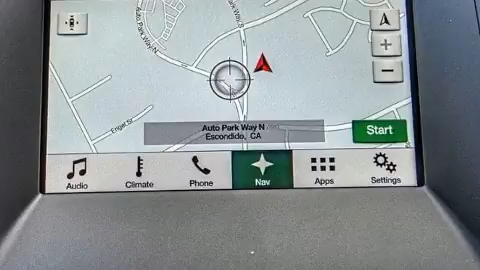 Auto Park Way N
Engel St
Auto Park Way N
Escondido, CA
Start
Audio
Climate
Phone
Nav
Apps
Settings